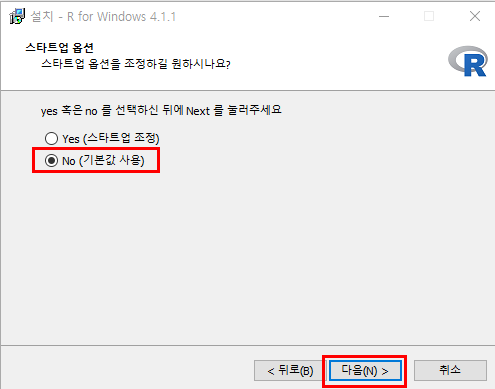 설치 - R for Windows 4.1.1
스타트업 옵션
스타트업 옵션을 조정하길 원하시나요?
R
yes 혹은 no 를 선택하신 뒤에 Next 를 눌러주세요
Yes (스타트업 조정)
No (기본값 사용)
< 뒤로(B)
다음(N) >
취소